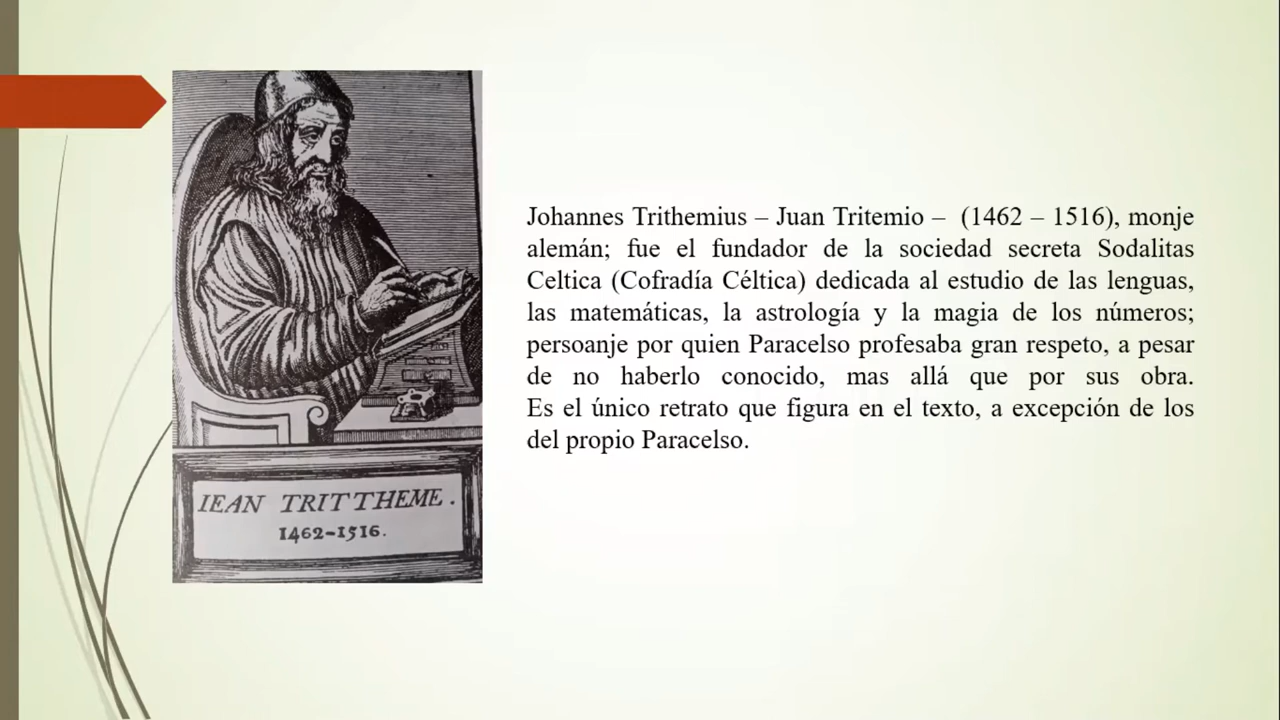 Johannes Trithemius – Juan Tritemio – (1462 – 1516), monje
alemán; fue el fundador de la sociedad secreta Sodalitas
Celtica (Cofradía Céltica) dedicada al estudio de las lenguas,
las matemáticas, la astrología y la magia de los números;
persoanje por quien Paracelso profesaba gran respeto, a pesar
de no haberlo conocido, mas allá que por sus obra.
Es el único retrato que figura en el texto, a excepción de los
del propio Paracelso.
IEAN TRITTHEME.
1462-1516.